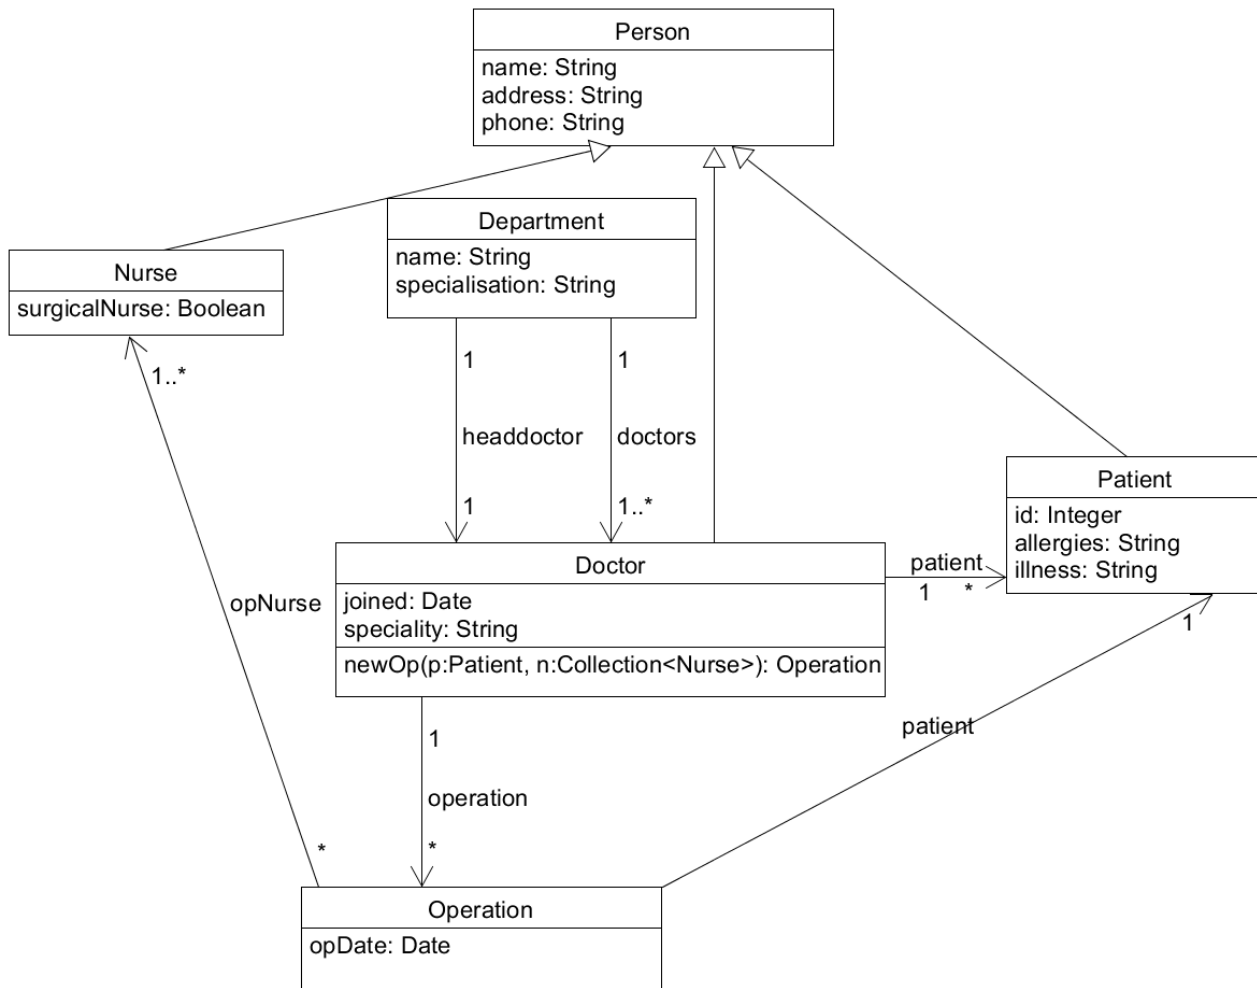 Person
name: String
address: String
phone: String
Department
name: String
specialisation: String
Nurse
surgicalNurse: Boolean
1..*
1
1
headdoctor
doctors
1
1..*
Patient
id: Integer
allergies: String
illness: String
Doctor
joined: Date
speciality: String
newOp(p:Patient, n:Collection<Nurse>): Operation
patient
1
*
opNurse
1
patient
1
operation
*
*
Operation
opDate: Date